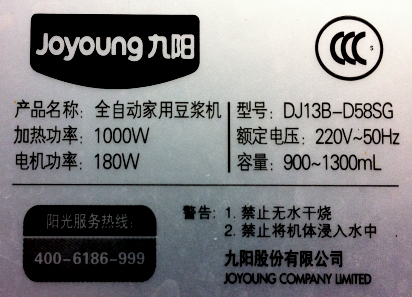 Joyoung 九阳
CCC S
产品名称: 全自动家用豆浆机
加热功率: 1000W
电机功率: 180W
型号: DJ13B-D58SG
额定电压: 220V~50Hz
容量: 900~1300mL
阳光服务热线:
400-6186-999
警告: 1. 禁止无水干烧
2. 禁止将机体浸入水中
九阳股份有限公司
JOYOUNG COMPANY LIMITED